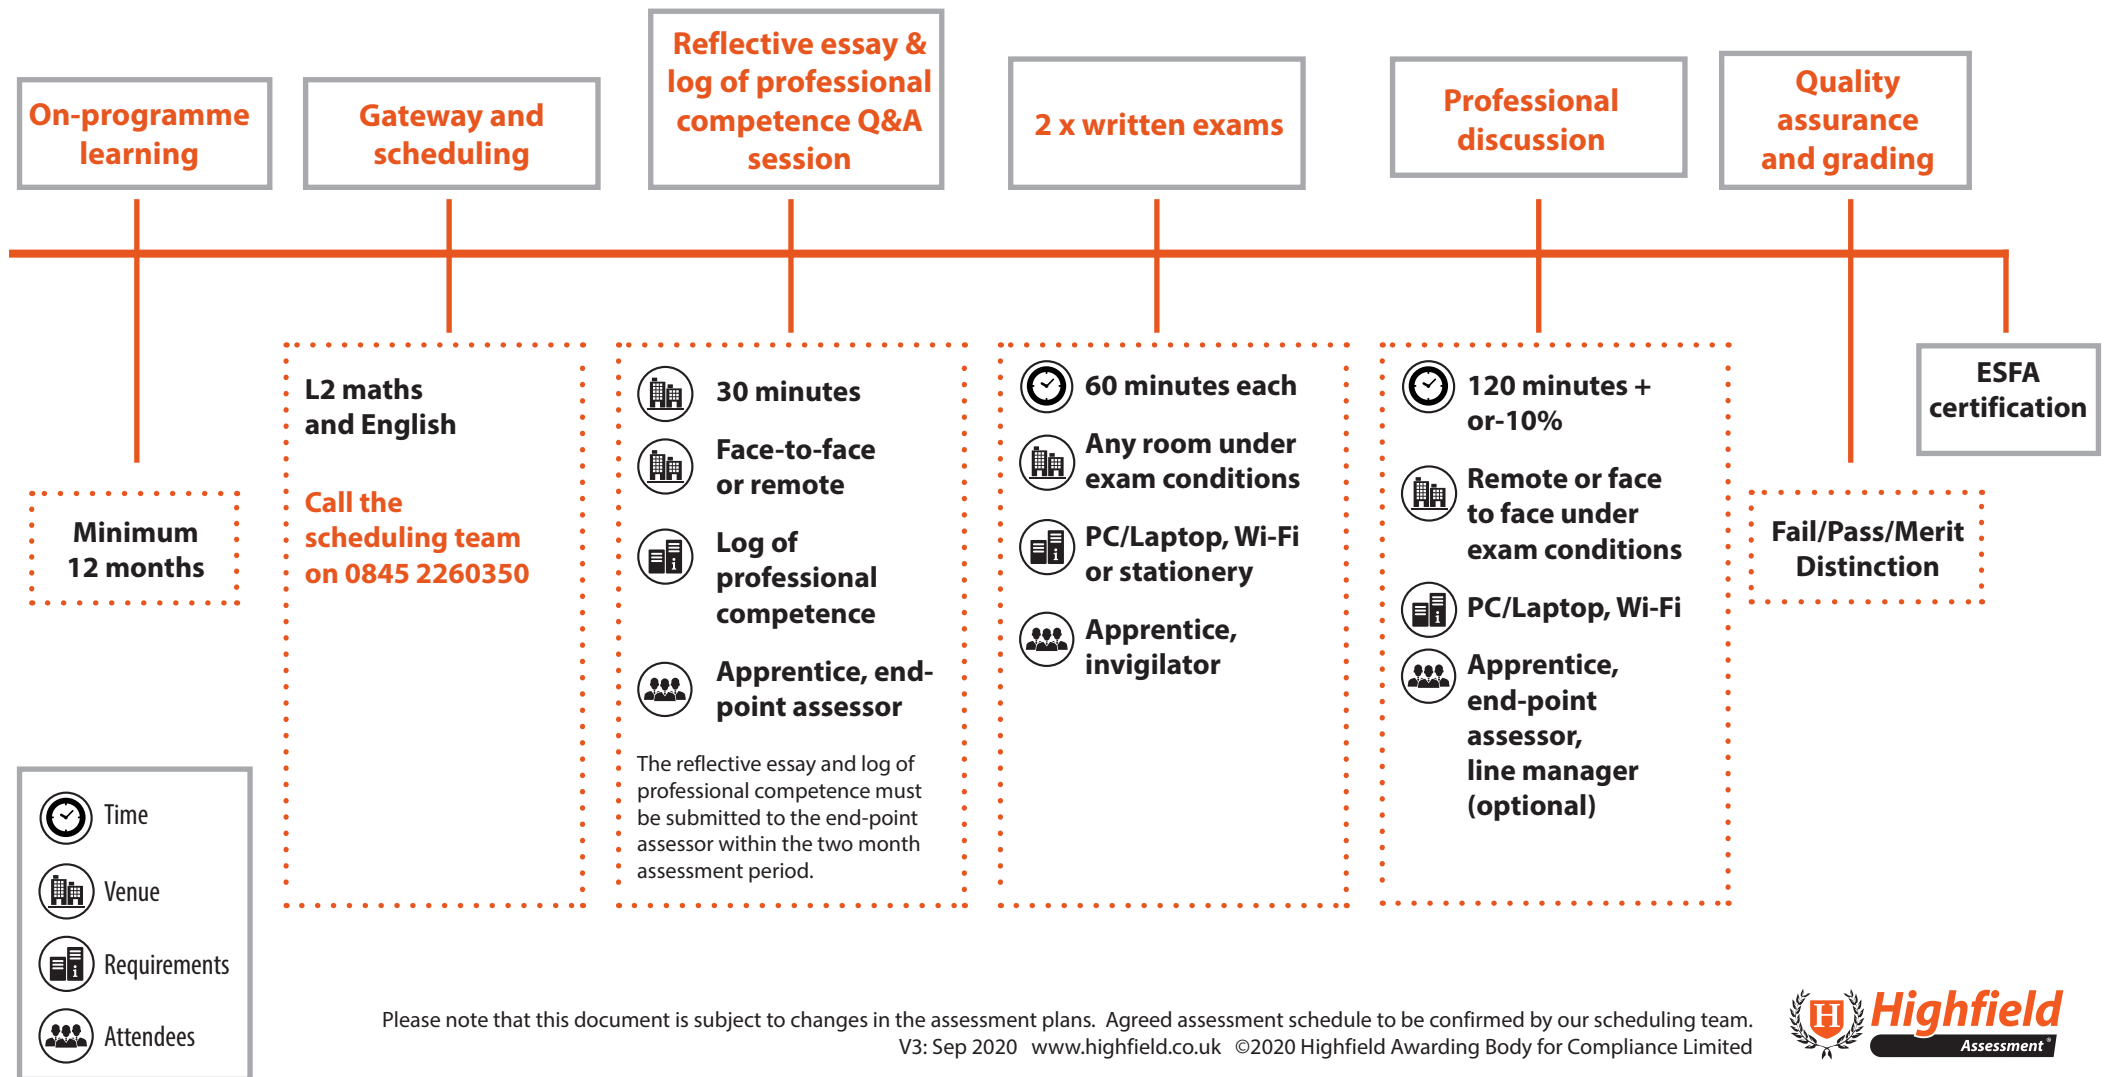 On-programme
learning
Gateway and
scheduling
Reflective essay &
log of professional
competence Q&A
session
2 x written exams
Professional
discussion
Quality
assurance
and grading
Minimum
12 months
L2 maths
and English
Call the
scheduling team
on 0845 2260350
30 minutes
Face-to-face
or remote
Log of
professional
competence
Apprentice, end-
point assessor
The reflective essay and log of
professional competence must
be submitted to the end-point
assessor within the two month
assessment period.
60 minutes each
Any room under
exam conditions
PC/Laptop, Wi-Fi
or stationery
Apprentice,
invigilator
120 minutes +
or-10%
Remote or face
to face under
exam conditions
PC/Laptop, Wi-Fi
Apprentice,
end-point
assessor,
line manager
(optional)
Fail/Pass/Merit
Distinction
ESFA
certification
Time
Venue
Requirements
Attendees
Please note that this document is subject to changes in the assessment plans.  Agreed assessment schedule to be confirmed by our scheduling team.
V3: Sep 2020   www.highfield.co.uk   ©2020 Highfield Awarding Body for Compliance Limited
H
Highfield
Assessment®